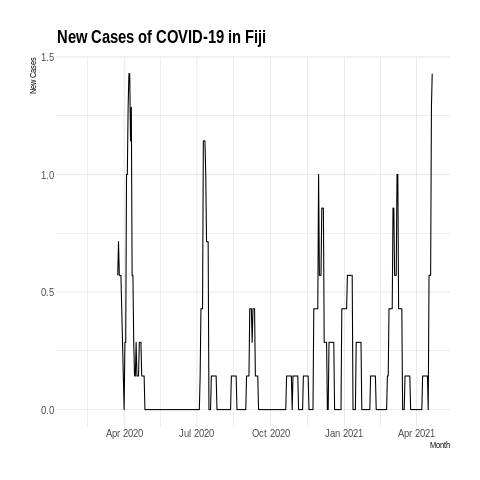 New Cases of COVID-19 in Fiji
New Cases
1.5
1.0
0.5
0.0
Apr 2020 Jul 2020 Oct 2020 Jan 2021 Apr 2021
Month